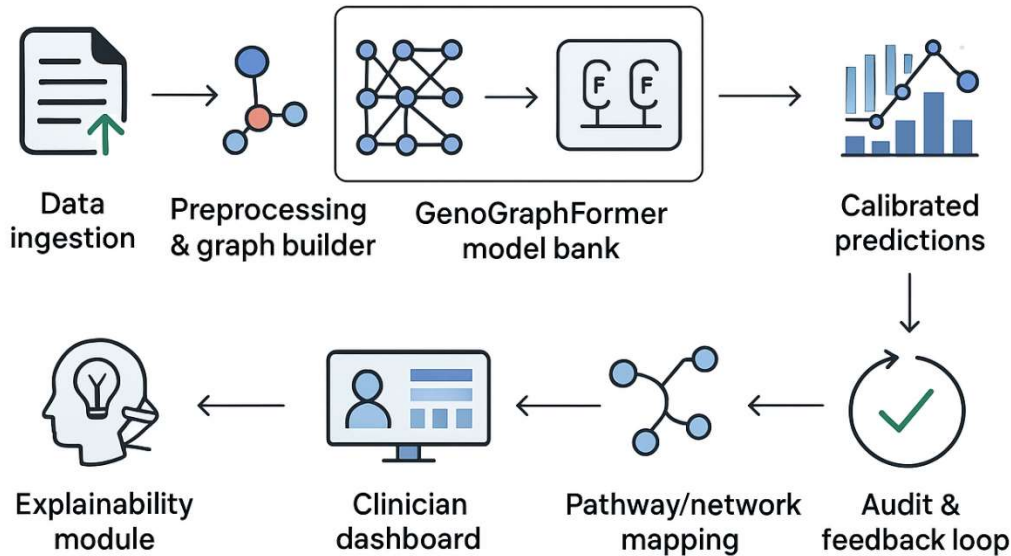 F F
Data
ingestion
Preprocessing
& graph builder
GenoGraphFormer
model bank
Calibrated
predictions
Explainability
module
Clinician
dashboard
Pathway/network
mapping
Audit &
feedback loop